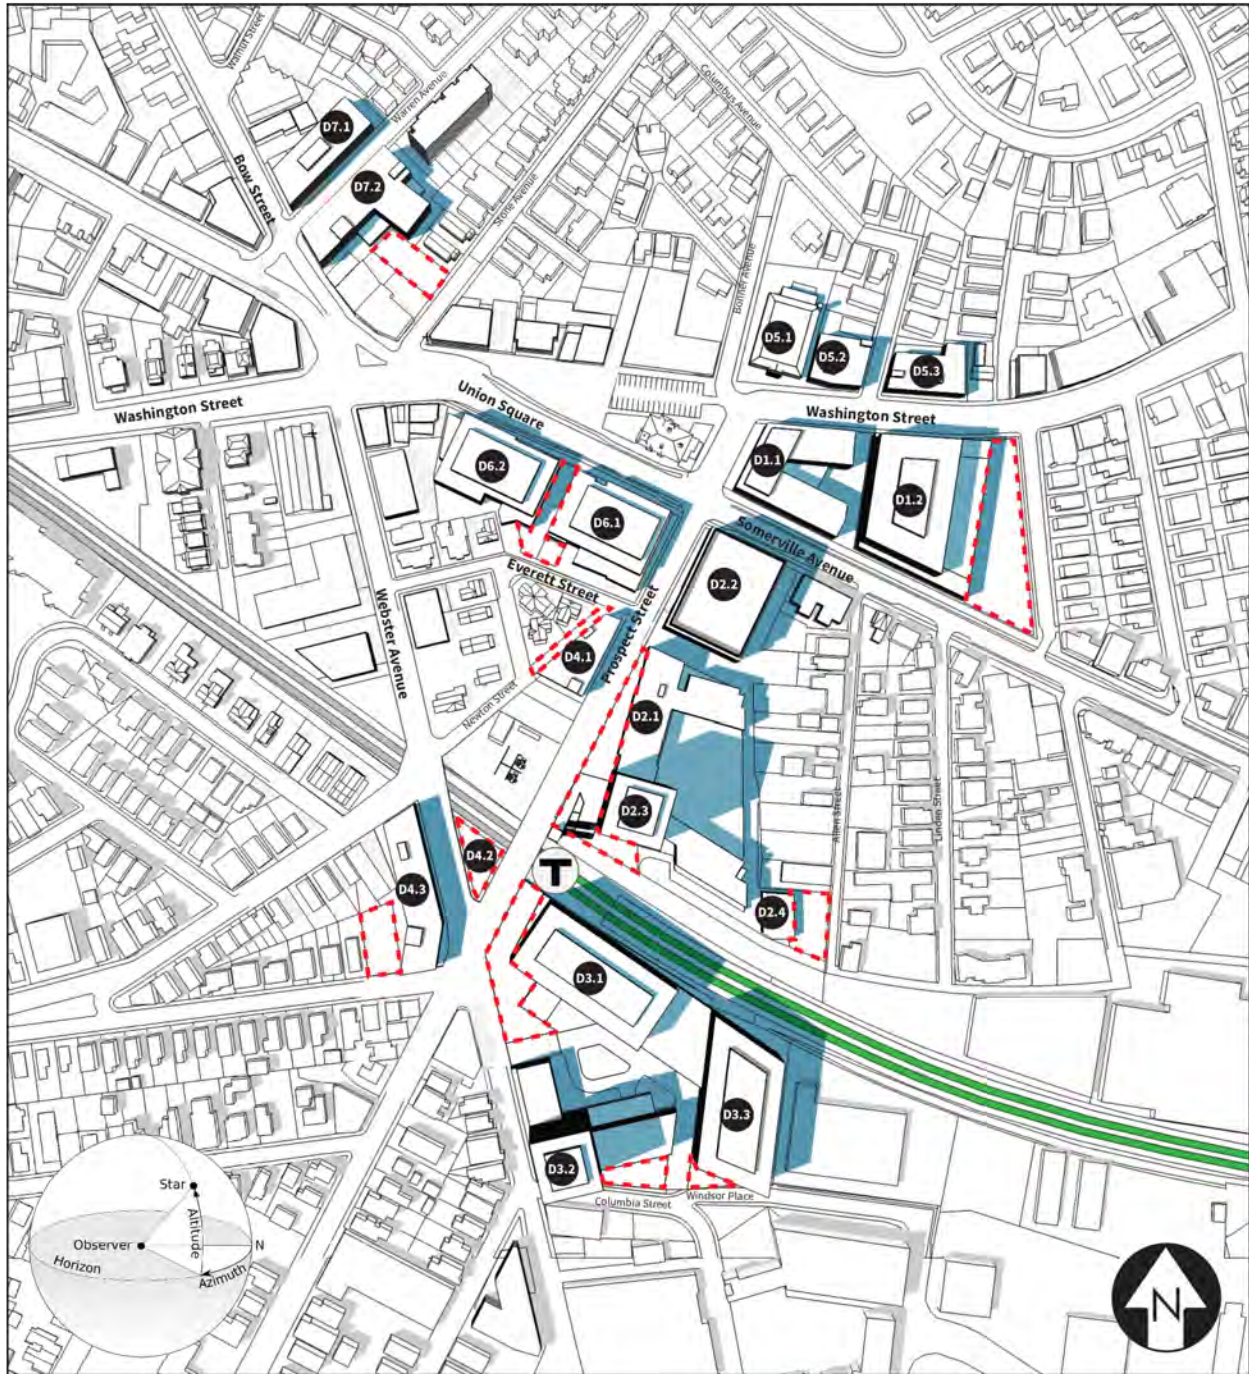 Walnut Street
Warren Avenue
Columbus Avenue
D7.1
Bow Street
D7.2
Stone Avenue
Bonner Avenue
D5.1
D5.2
D5.3
Washington Street
Union Square
Washington Street
D6.2
D1.1
D1.2
D6.1
Somerville Avenue
Everett Street
D2.2
Webster Avenue
Prospect Street
D4.1
Newton Street
D2.1
D2.3
Allen Street
Linden Street
D4.2
T
D4.3
D2.4
D3.1
D3.3
D3.2
Columbia Street
Windsor Place
Star
Altitude
Observer
N
Horizon
Azimuth
N